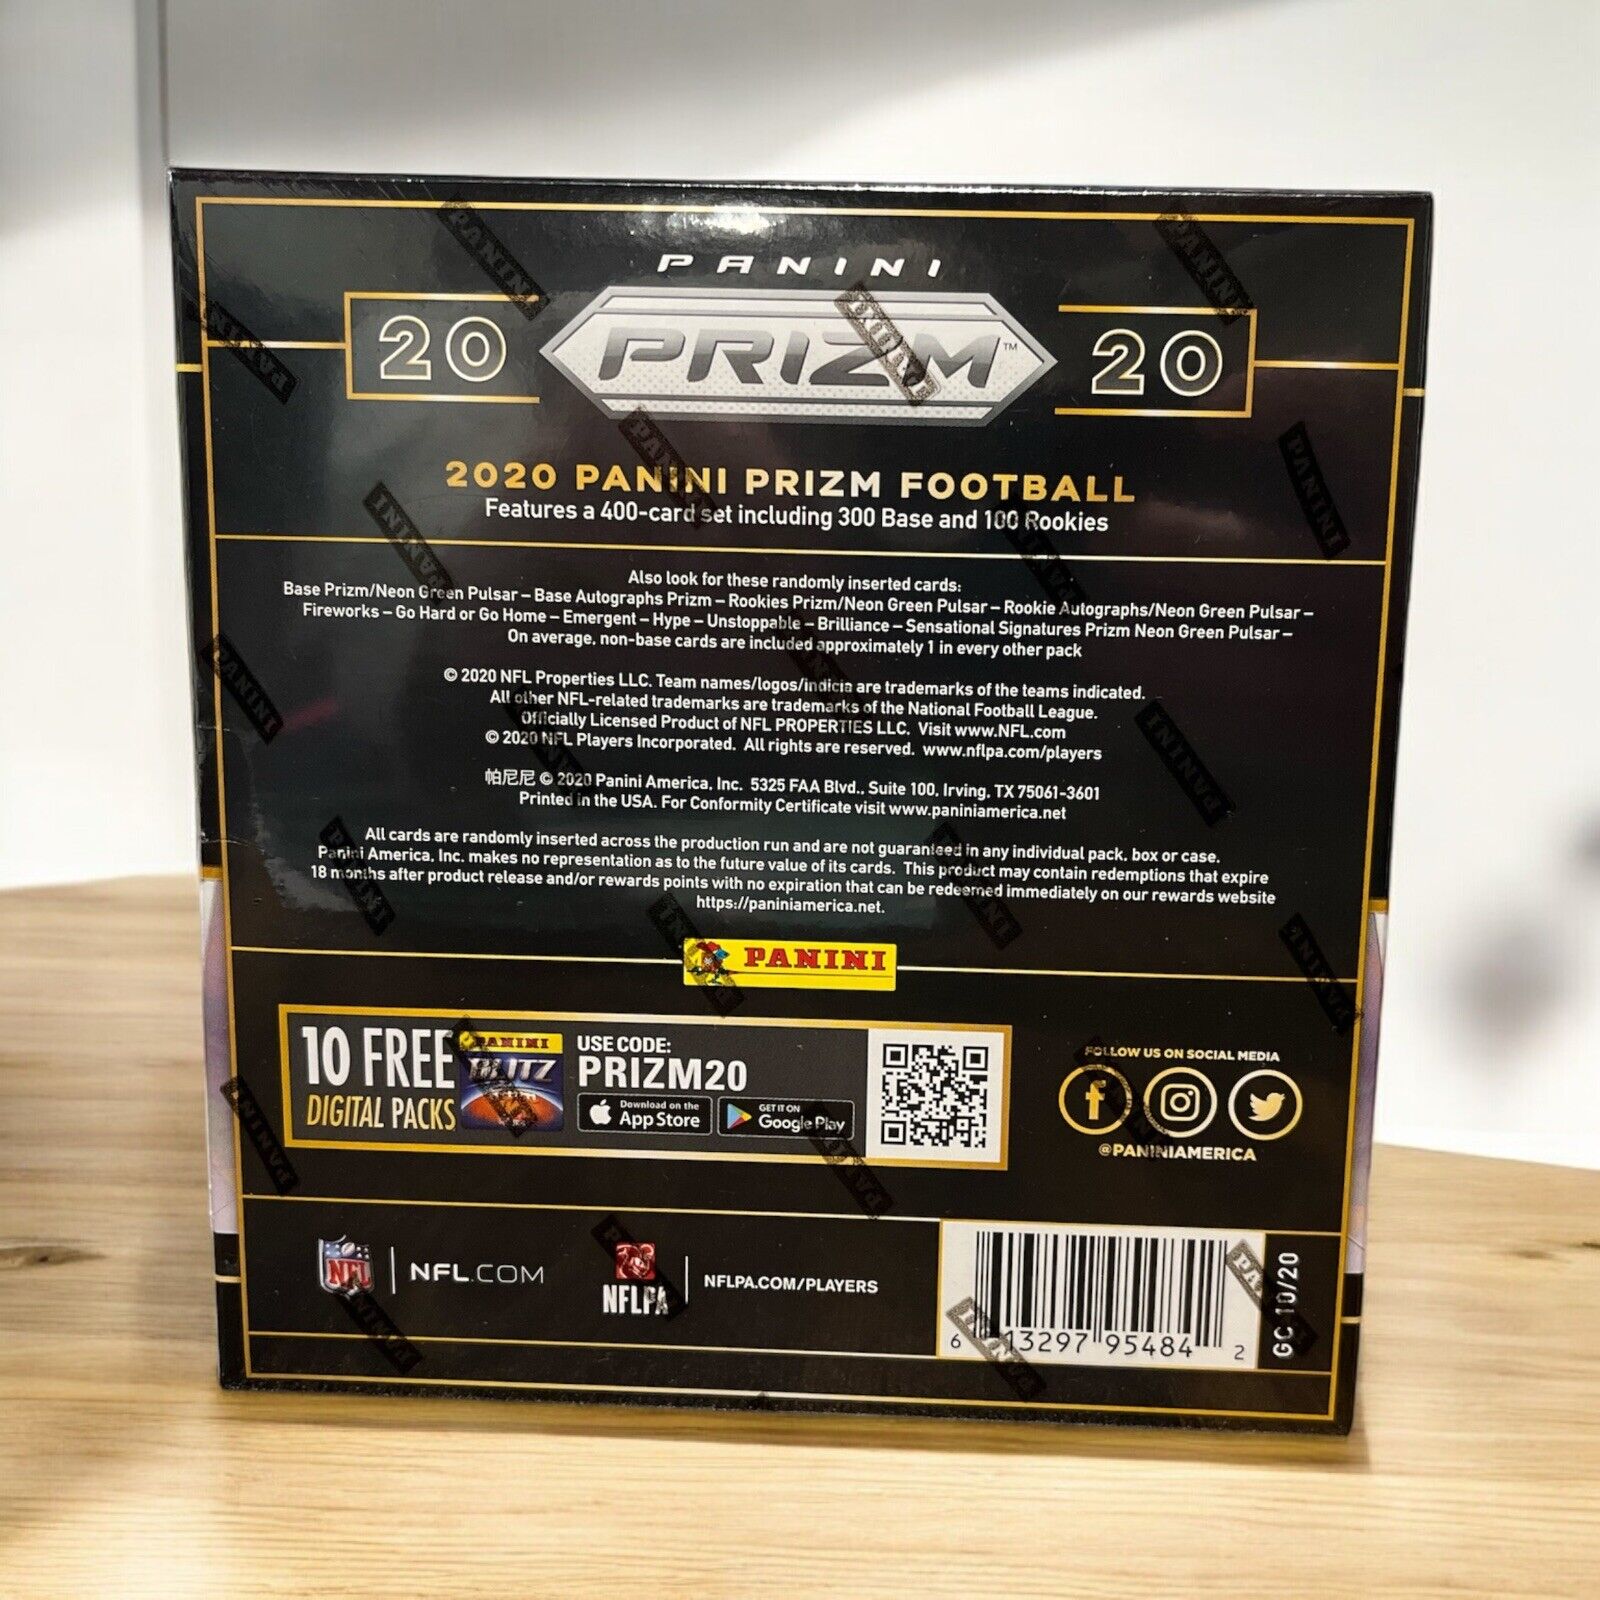 PANINI
20 PRIZM™ 20
2020 PANINI PRIZM FOOTBALL
Features a 400-card set including 300 Base and 100 Rookies
Also look for these randomly inserted cards:
Base Prizm/Neon Green Pulsar – Base Autographs Prizm – Rookies Prizm/Neon Green Pulsar – Rookie Autographs/Neon Green Pulsar –
Fireworks – Go Hard or Go Home – Emergent – Hype – Unstoppable – Brilliance – Sensational Signatures Prizm Neon Green Pulsar –
On average, non-base cards are included approximately 1 in every other pack
© 2020 NFL Properties LLC. Team names/logos/indicia are trademarks of the teams indicated.
All other NFL-related trademarks are trademarks of the National Football League.
Officially Licensed Product of NFL PROPERTIES LLC. Visit www.NFL.com
© 2020 NFL Players Incorporated. All rights are reserved. www.nflpa.com/players
帕尼尼 © 2020 Panini America, Inc. 5325 FAA Blvd., Suite 100, Irving, TX 75061-3601
Printed in the USA. For Conformity Certificate visit www.paniniamerica.net
All cards are randomly inserted across the production run and are not guaranteed in any individual pack, box or case.
Panini America, Inc. makes no representation as to the future value of its cards. This product may contain redemptions that expire
18 months after product release and/or rewards points with no expiration that can be redeemed immediately on our rewards website
https://paniniamerica.net.
PANINI
10 FREE
DIGITAL PACKS
PANINI
BLITZ
USE CODE:
PRIZM20
Download on the
App Store
GET IT ON
Google Play
FOLLOW US ON SOCIAL MEDIA
@PANINIAMERICA
NFL
NFL.COM
NFLPA
NFLPA.COM/PLAYERS
6 13297 95484 2
GC 10/20